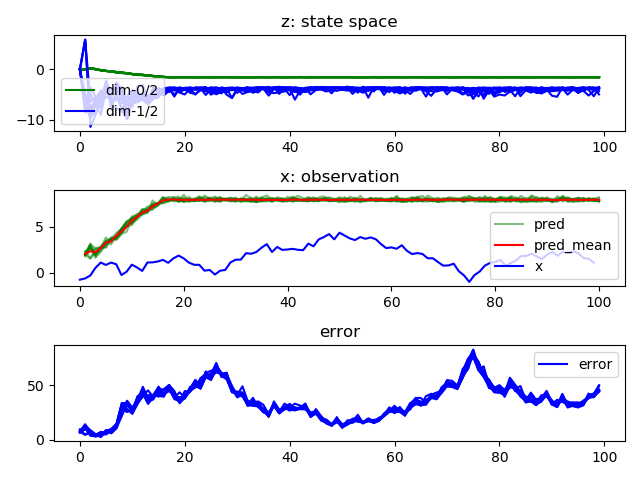 z: state space
0
−10
dim-0/2
dim-1/2
0 20 40 60 80 100
x: observation
5
0
pred
pred_mean
x
0 20 40 60 80 100
error
50
0
error
0 20 40 60 80 100